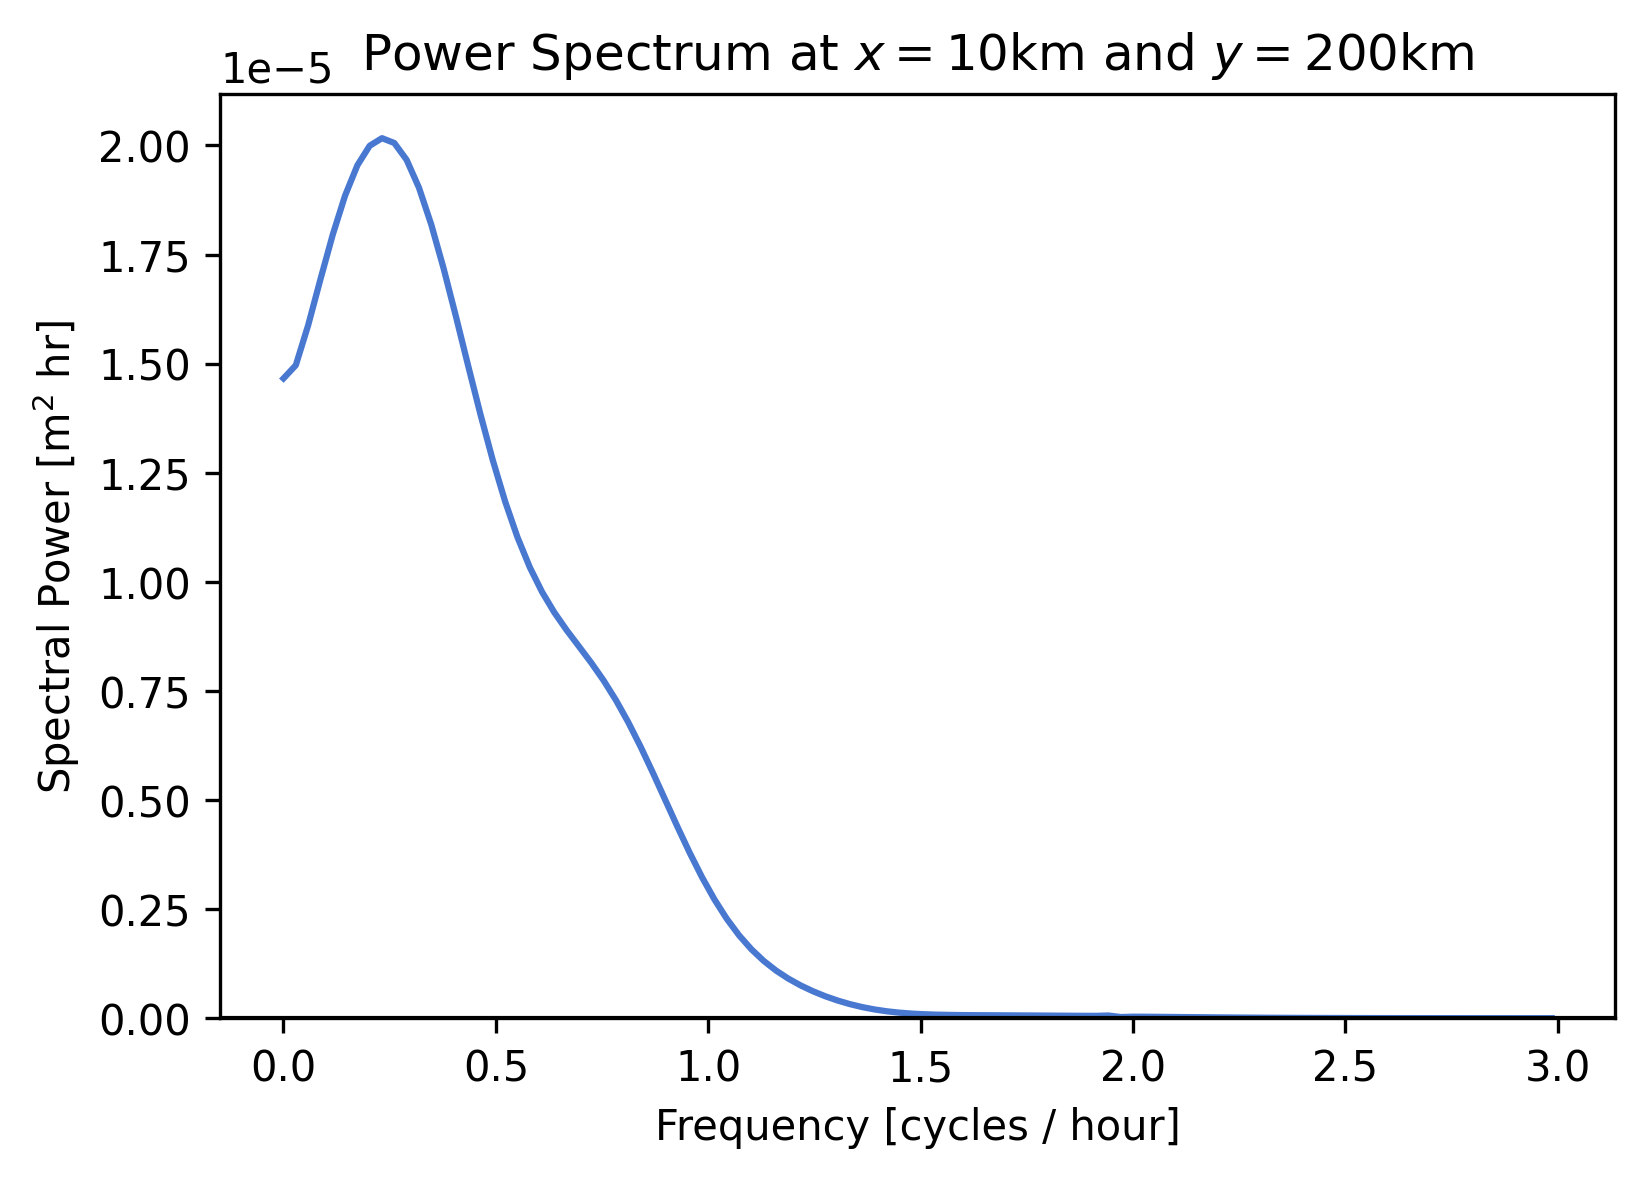 1e−5
Power Spectrum at x = 10km and y = 200km
2.00
1.75
1.50
1.25
1.00
0.75
0.50
0.25
0.00
Spectral Power [m² hr]
0.0 0.5 1.0 1.5 2.0 2.5 3.0
Frequency [cycles / hour]